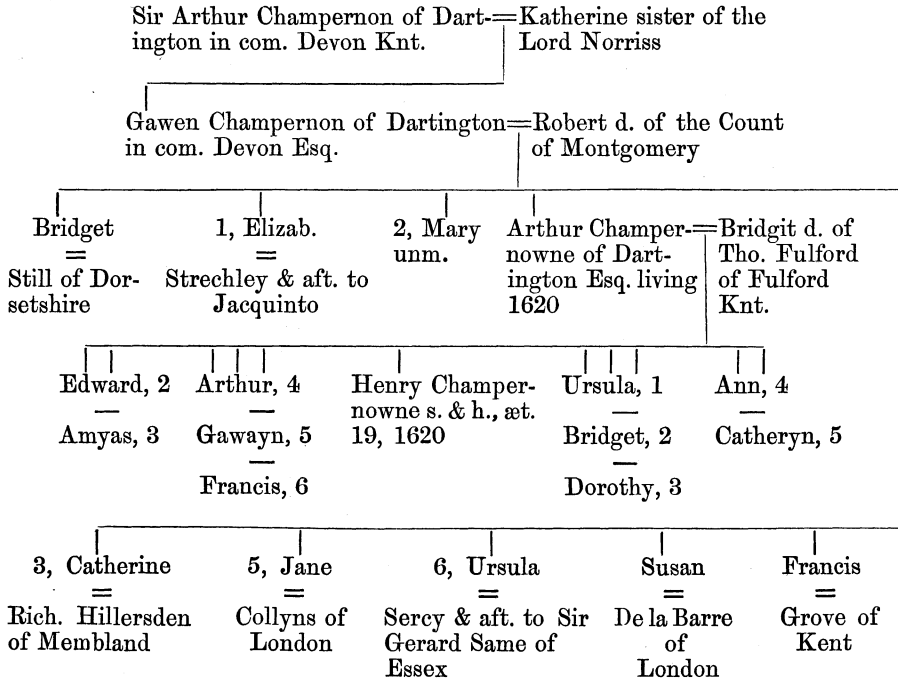 Sir Arthur Champernon of Dart-=Katherine sister of the
ington in com. Devon Knt. Lord Norriss
Gawen Champernon of Dartington=Robert d. of the Count
in com. Devon Esq. of Montgomery
Bridget
=
Still of Dor-
setshire
1, Elizab.
=
Strechley & aft. to
Jacquinto
2, Mary
unm.
Arthur Champer-=Bridgit d. of
nowne of Dart- Tho. Fulford
ington Esq. living of Fulford
1620 Knt.
Edward, 2
—
Amyas, 3
Arthur, 4
—
Gawayn, 5
—
Francis, 6
Henry Champer-
nowne s. & h., æt.
19, 1620
Ursula, 1
—
Bridget, 2
—
Dorothy, 3
Ann, 4
—
Catheryn, 5
3, Catherine
=
Rich. Hillersden
of Membland
5, Jane
=
Collyns of
London
6, Ursula
=
Sercy & aft. to Sir
Gerard Same of
Essex
Susan
=
De la Barre
of
London
Francis
=
Grove of
Kent